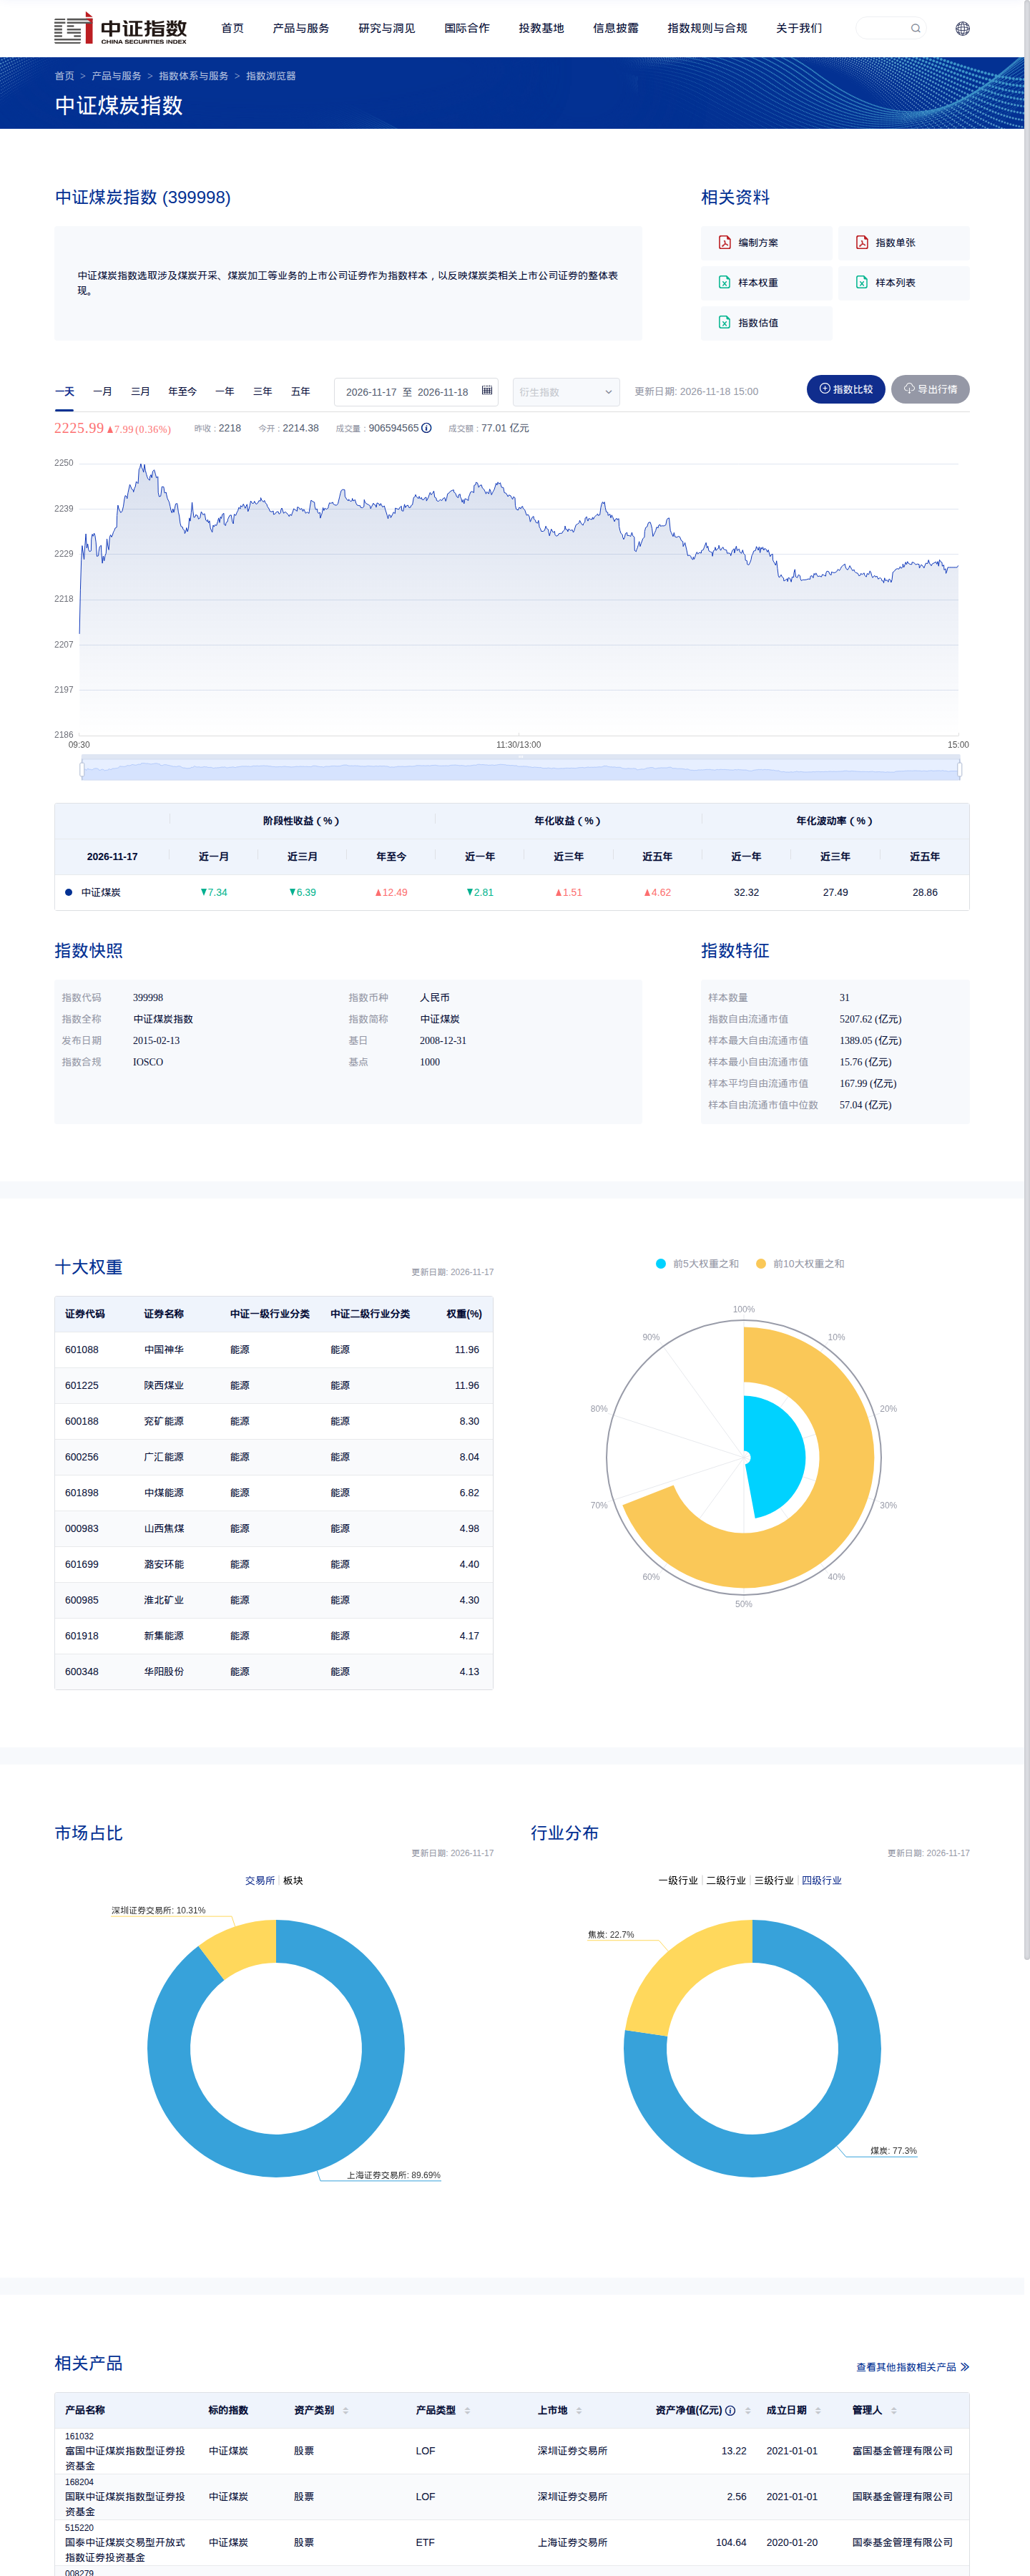 中证指数
CHINA SECURITIES INDEX
首页 产品与服务 研究与洞见 国际合作 投教基地 信息披露 指数规则与合规 关于我们
首页 > 产品与服务 > 指数体系与服务 > 指数浏览器
中证煤炭指数
中证煤炭指数 (399998)
中证煤炭指数选取涉及煤炭开采、煤炭加工等业务的上市公司证券作为指数样本，以反映煤炭类相关上市公司证券的整体表
现。
相关资料
编制方案 指数单张
样本权重 样本列表
指数估值
一天 一月 三月 年至今 一年 三年 五年 2026-11-17 至 2026-11-18 衍生指数 更新日期: 2026-11-18 15:00 指数比较 导出行情
2225.99 ▲7.99 (0.36%) 昨收 : 2218 今开 : 2214.38 成交量 : 906594565 成交额 : 77.01 亿元
2250
2239
2229
2218
2207
2197
2186
09:30 11:30/13:00 15:00
阶段性收益 ( % ) 年化收益 ( % ) 年化波动率 ( % )
2026-11-17 近一月 近三月 年至今 近一年 近三年 近五年 近一年 近三年 近五年
中证煤炭 ▼7.34 ▼6.39 ▲12.49 ▼2.81 ▲1.51 ▲4.62 32.32 27.49 28.86
指数快照
指数代码 399998 指数币种 人民币
指数全称 中证煤炭指数 指数简称 中证煤炭
发布日期 2015-02-13 基日 2008-12-31
指数合规 IOSCO 基点 1000
指数特征
样本数量 31
指数自由流通市值 5207.62 (亿元)
样本最大自由流通市值 1389.05 (亿元)
样本最小自由流通市值 15.76 (亿元)
样本平均自由流通市值 167.99 (亿元)
样本自由流通市值中位数 57.04 (亿元)
十大权重
更新日期: 2026-11-17
证券代码 证券名称 中证一级行业分类 中证二级行业分类 权重(%)
601088 中国神华 能源 能源 11.96
601225 陕西煤业 能源 能源 11.96
600188 兖矿能源 能源 能源 8.30
600256 广汇能源 能源 能源 8.04
601898 中煤能源 能源 能源 6.82
000983 山西焦煤 能源 能源 4.98
601699 潞安环能 能源 能源 4.40
600985 淮北矿业 能源 能源 4.30
601918 新集能源 能源 能源 4.17
600348 华阳股份 能源 能源 4.13
前5大权重之和 前10大权重之和
100%
90% 10%
80% 20%
70% 30%
60% 40%
50%
市场占比
更新日期: 2026-11-17
交易所 板块
深圳证券交易所: 10.31%
上海证券交易所: 89.69%
行业分布
更新日期: 2026-11-17
一级行业 二级行业 三级行业 四级行业
焦炭: 22.7%
煤炭: 77.3%
相关产品
查看其他指数相关产品
产品名称 标的指数 资产类别 产品类型 上市地 资产净值(亿元) 成立日期 管理人
161032
富国中证煤炭指数型证券投
资基金 中证煤炭 股票 LOF 深圳证券交易所 13.22 2021-01-01 富国基金管理有限公司
168204
国联中证煤炭指数型证券投
资基金 中证煤炭 股票 LOF 深圳证券交易所 2.56 2021-01-01 国联基金管理有限公司
515220
国泰中证煤炭交易型开放式
指数证券投资基金 中证煤炭 股票 ETF 上海证券交易所 104.64 2020-01-20 国泰基金管理有限公司
008279